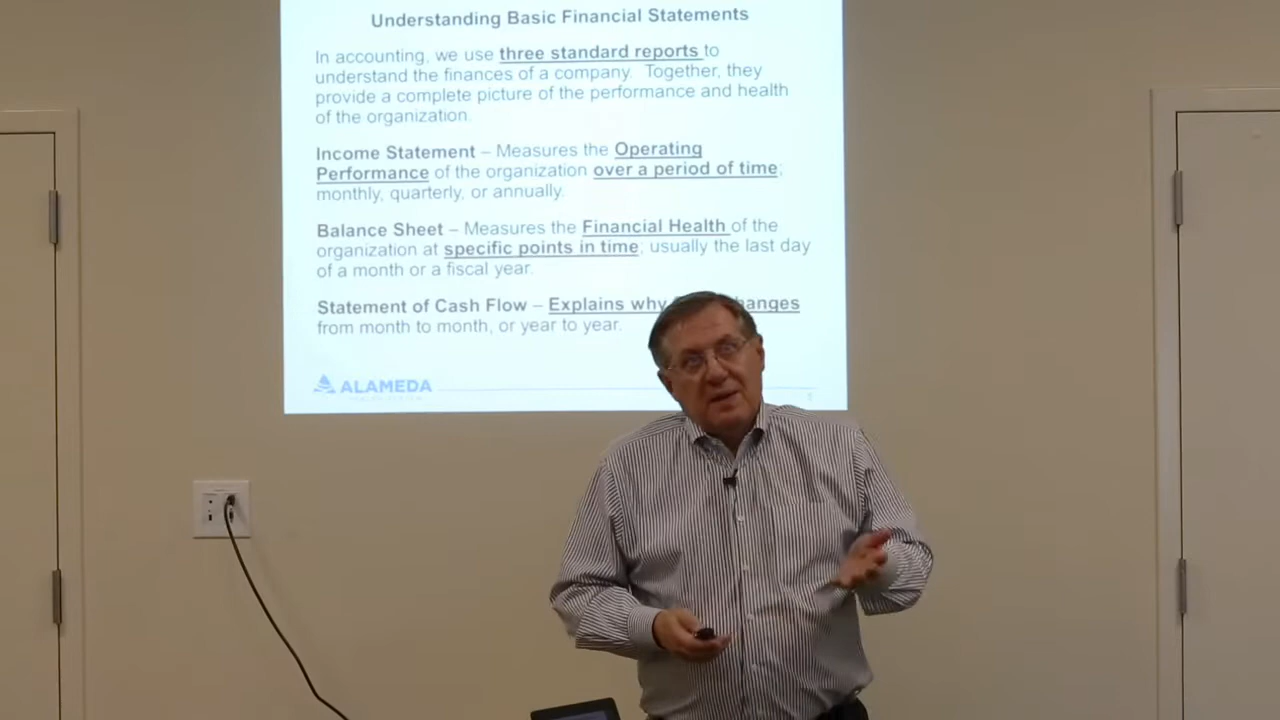 Understanding Basic Financial Statements
In accounting, we use three standard reports to
understand the finances of a company. Together, they
provide a complete picture of the performance and health
of the organization.
Income Statement – Measures the Operating
Performance of the organization over a period of time;
monthly, quarterly, or annually.
Balance Sheet – Measures the Financial Health of the
organization at specific points in time; usually the last day
of a month or a fiscal year.
Statement of Cash Flow – Explains why
from month to month, or year to year.
ALAMEDA